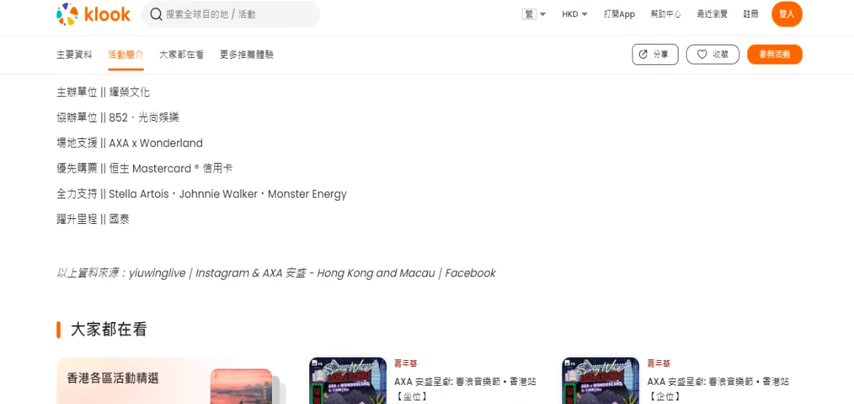 klook
搜索全球目的地 / 活動
繁
HKD
打開App
幫助中心
最近瀏覽
註冊
登入
主要資料
活動簡介
大家都在看
更多推薦體驗
分享
收藏
參與活動
主辦單位 || 耀榮文化
協辦單位 || 852・光尚娛樂
場地支援 || AXA x Wonderland
優先購票 || 恒生 Mastercard ® 信用卡
全力支持 || Stella Artois・Johnnie Walker・Monster Energy
躍升里程 || 國泰
以上資料來源：yiuwinglive | Instagram & AXA 安盛 - Hong Kong and Macau | Facebook
大家都在看
香港各區活動精選
嘉年華
AXA 安盛呈獻: 春浪音樂節 • 香港站
【坐位】
嘉年華
AXA 安盛呈獻: 春浪音樂節 • 香港站
【企位】